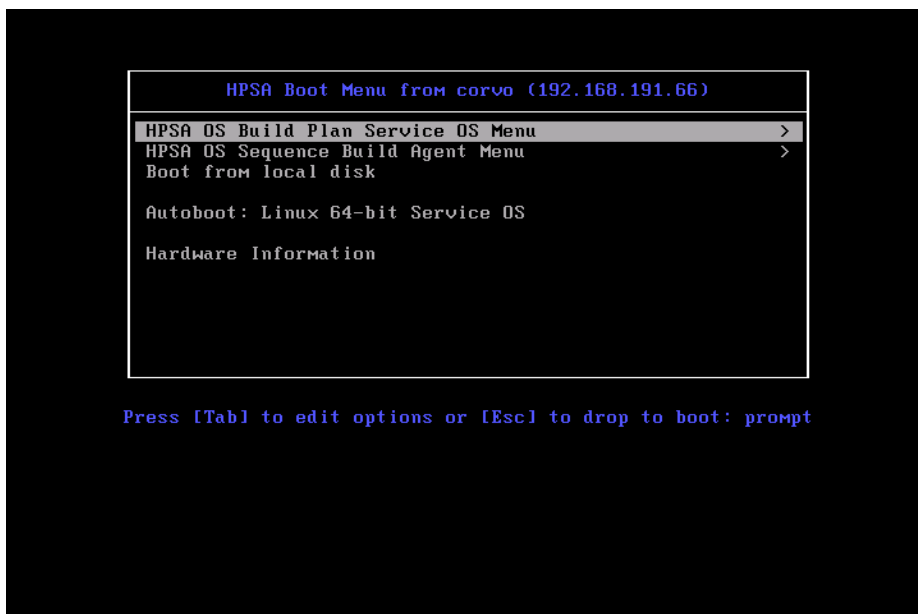 HPSA Boot Menu from corvo (192.168.191.66)
HPSA OS Build Plan Service OS Menu >
HPSA OS Sequence Build Agent Menu >
Boot from local disk
Autoboot: Linux 64-bit Service OS
Hardware Information
Press [Tab] to edit options or [Esc] to drop to boot: prompt